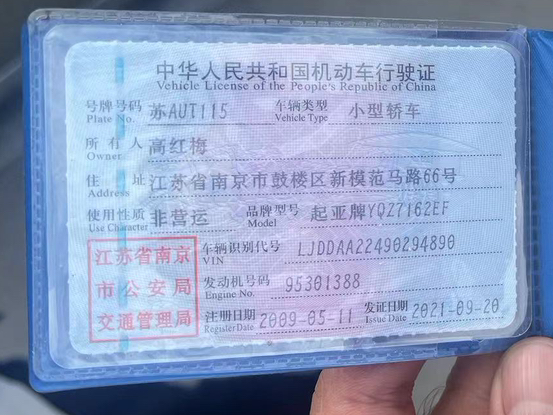 中华人民共和国机动车行驶证
Vehicle License of the People's Republic of China
号牌号码 Plate No. 苏AUT115 车辆类型 Vehicle Type 小型轿车
所有人 Owner 高红梅
住址 Address 江苏省南京市鼓楼区新模范马路66号
使用性质 Use Character 非营运 品牌型号 Model 起亚牌YQZ7162EF
江苏省南京
市公安局
交通管理局
车辆识别代号 VIN LJDDAA22490294890
发动机号码 Engine No. 95301388
注册日期 Register Date 2009-05-11 发证日期 Issue Date 2021-09-20